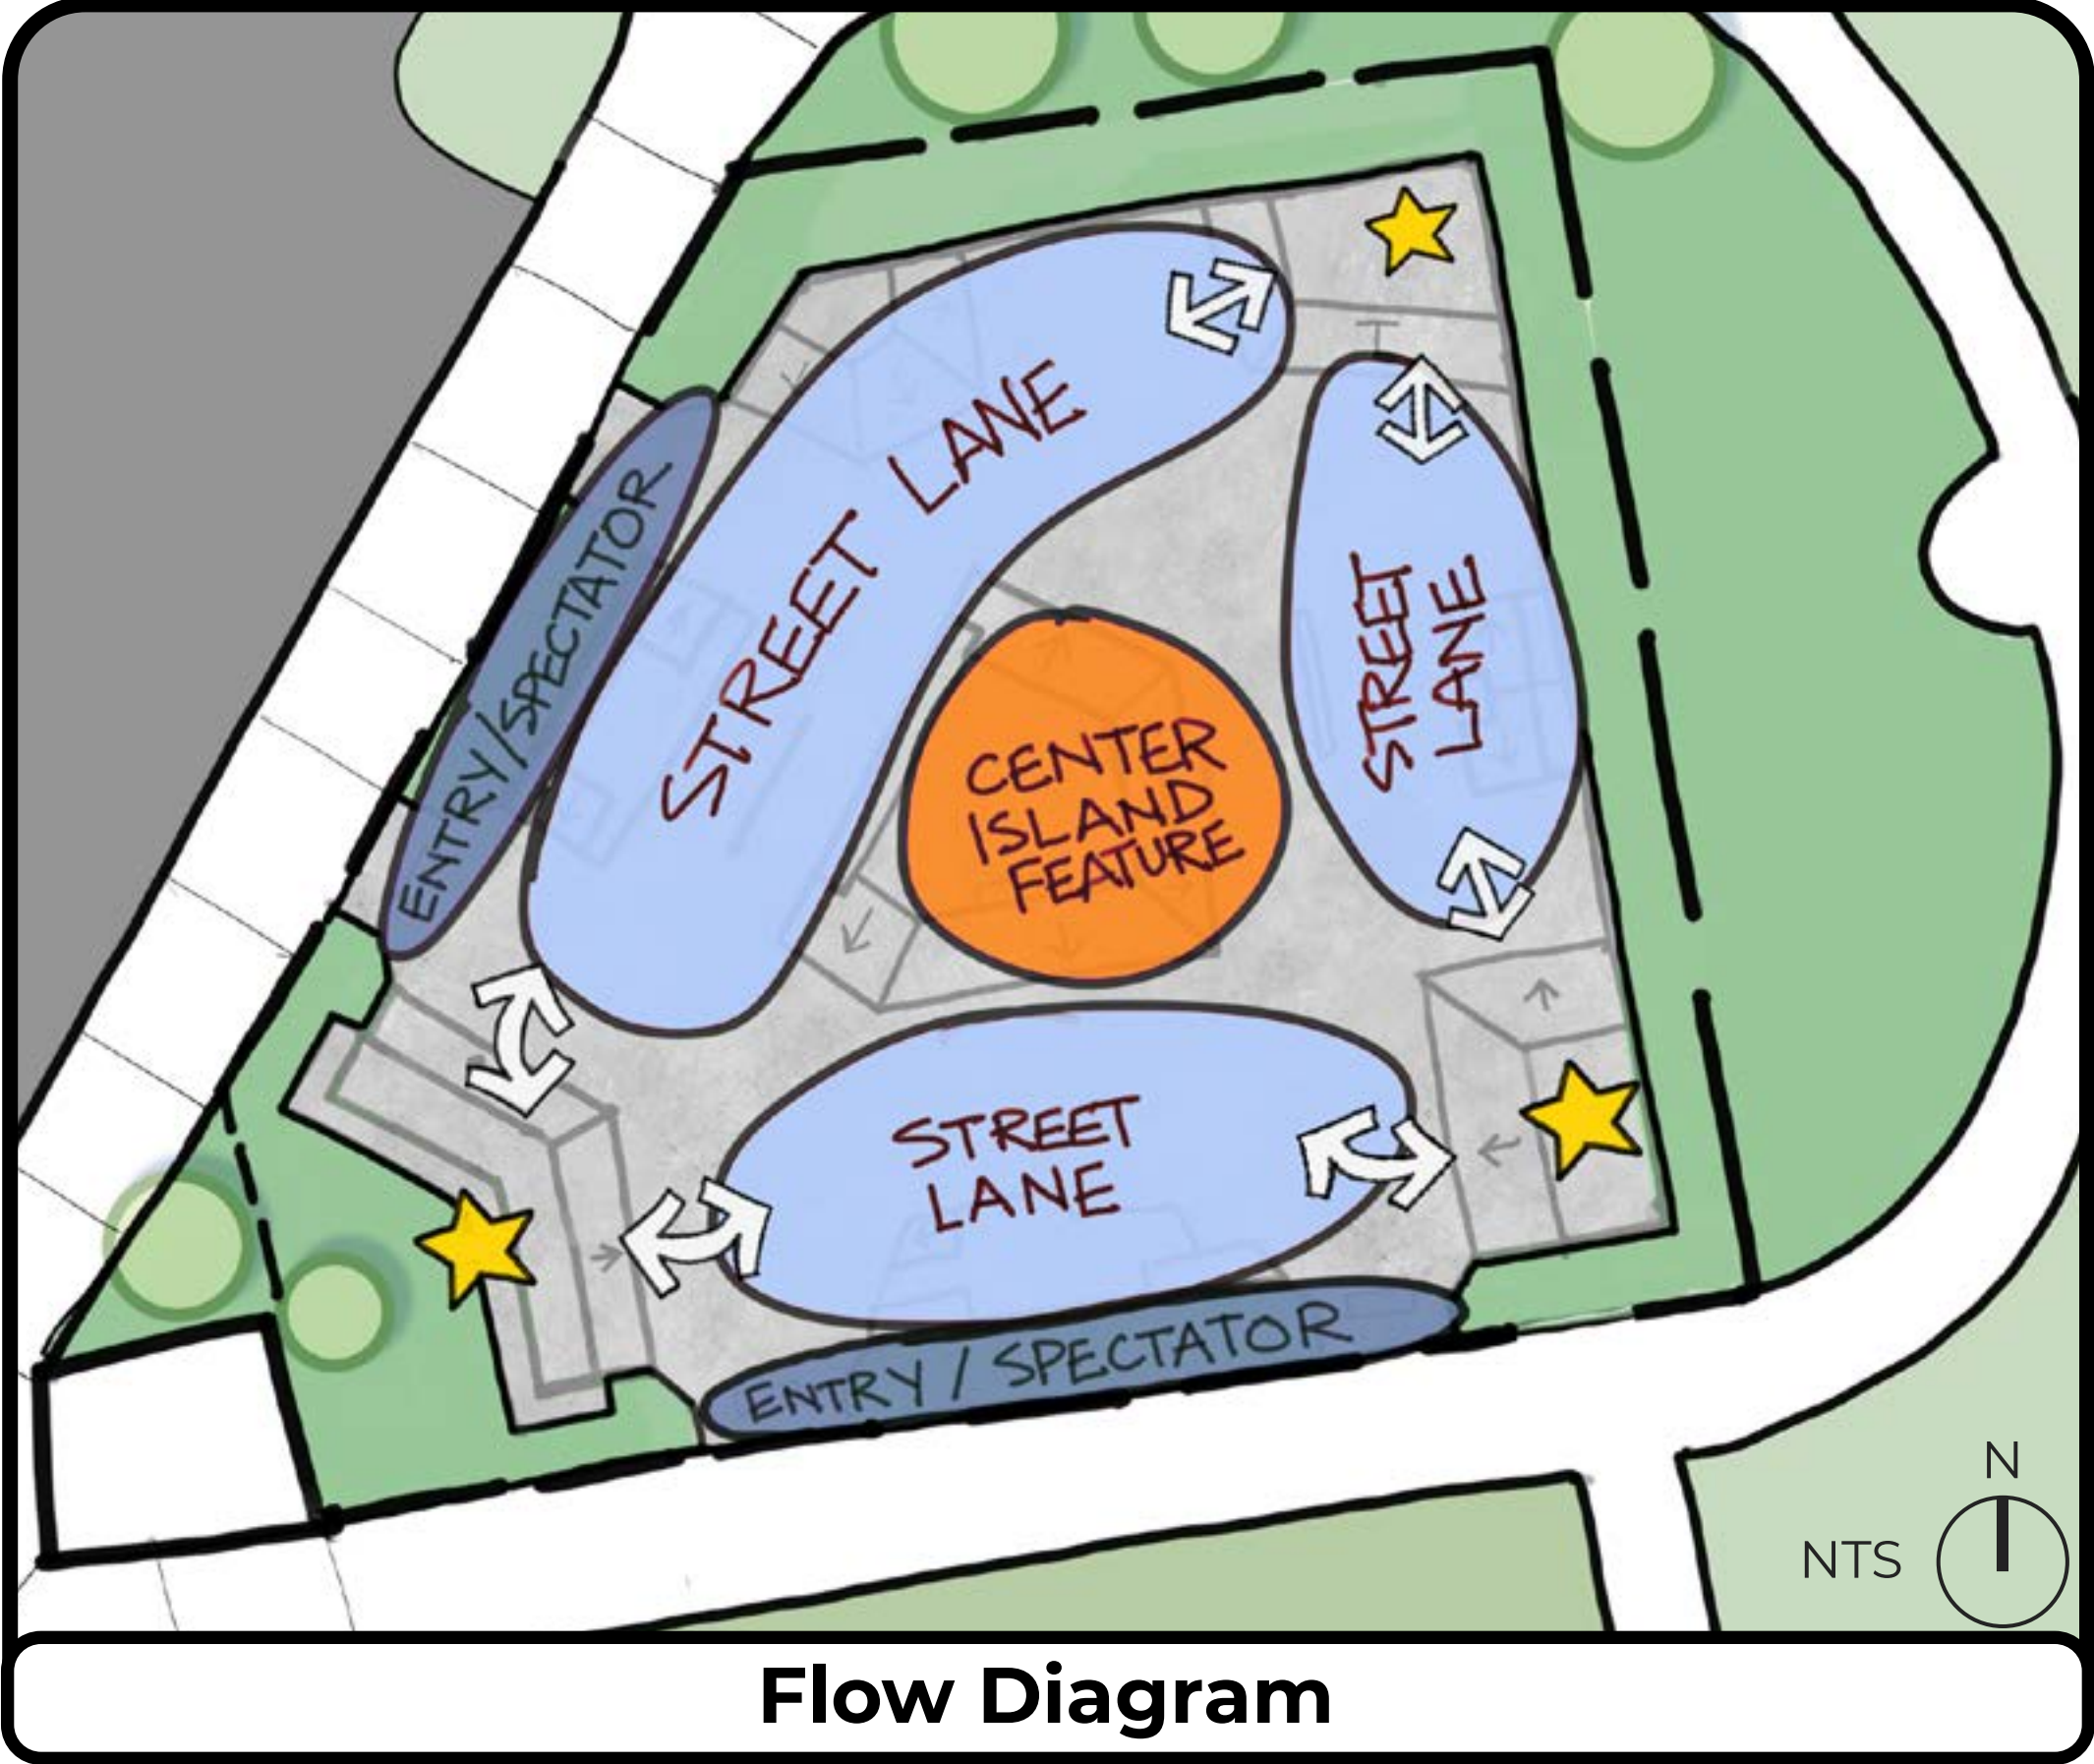 STREET LANE
ENTRY/SPECTATOR
STREET
LANE
CENTER
ISLAND
FEATURE
STREET
LANE
ENTRY / SPECTATOR
N
NTS
Flow Diagram